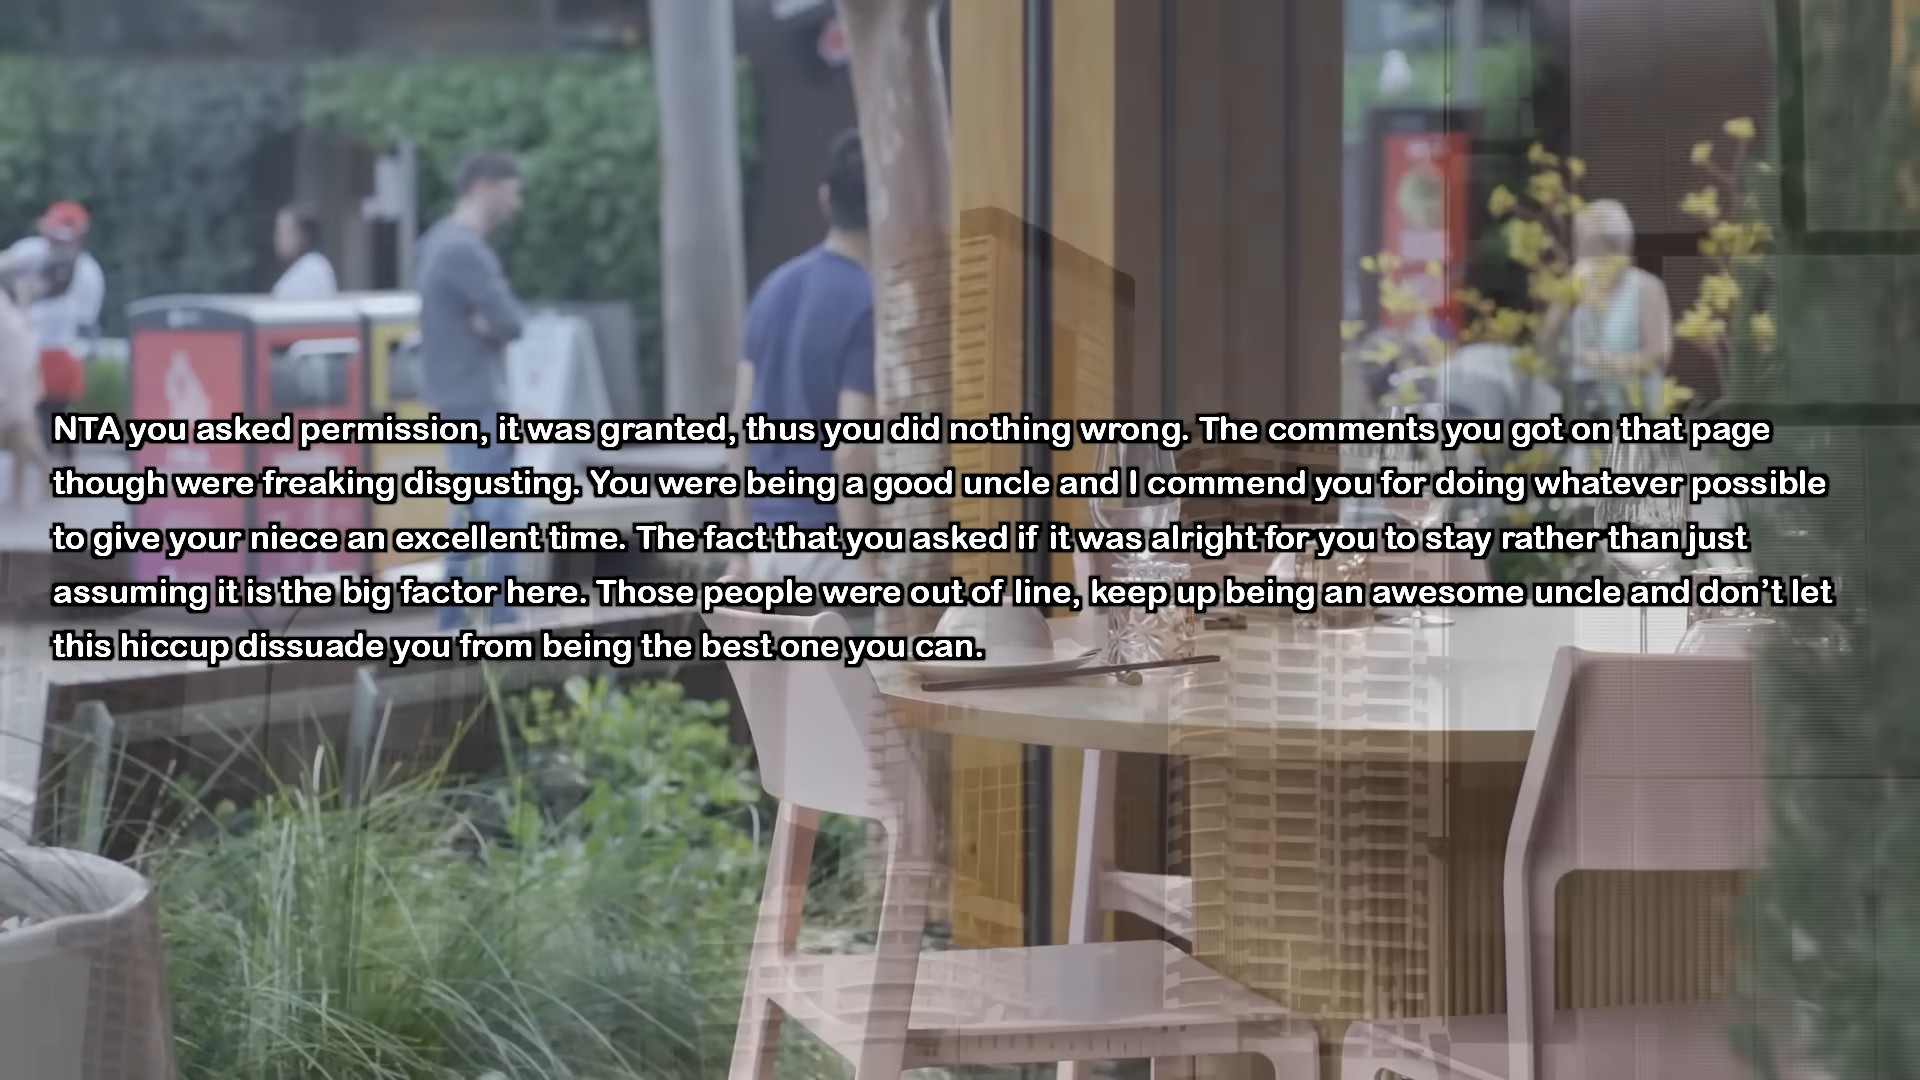 NTA you asked permission, it was granted, thus you did nothing wrong. The comments you got on that page
though were freaking disgusting. You were being a good uncle and I commend you for doing whatever possible
to give your niece an excellent time. The fact that you asked if it was alright for you to stay rather than just
assuming it is the big factor here. Those people were out of line, keep up being an awesome uncle and don’t let
this hiccup dissuade you from being the best one you can.